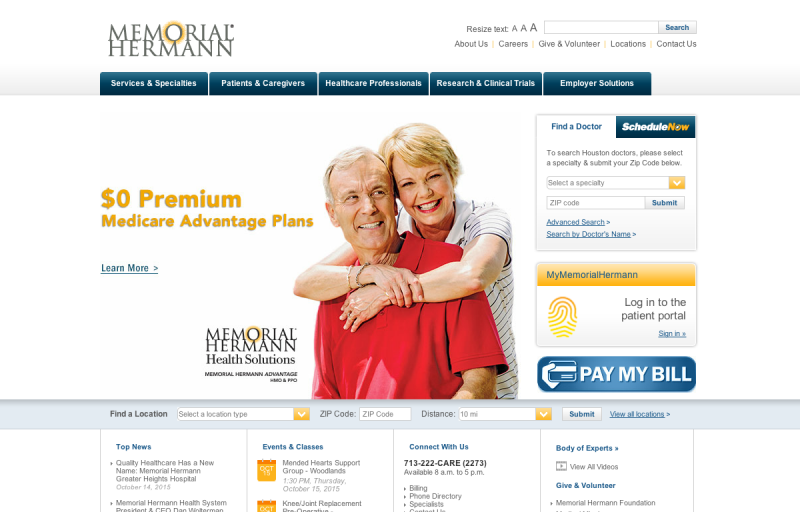 MEMORIAL
HERMANN
Resize text: A A A
Search
About Us | Careers | Give & Volunteer | Locations | Contact Us
Services & Specialties
Patients & Caregivers
Healthcare Professionals
Research & Clinical Trials
Employer Solutions
$0 Premium
Medicare Advantage Plans
Learn More >
MEMORIAL
HERMANN
Health Solutions
MEMORIAL HERMANN ADVANTAGE
HMO & PPO
Find a Doctor
ScheduleNow
To search Houston doctors, please select
a specialty & submit your Zip Code below.
Select a specialty
ZIP code
Submit
Advanced Search >
Search by Doctor's Name >
MyMemorialHermann
Log in to the
patient portal
Sign in »
PAY MY BILL
Find a Location
Select a location type
ZIP Code:
ZIP Code
Distance:
10 mi
Submit
View all locations >
Top News
Quality Healthcare Has a New
Name: Memorial Hermann
Greater Heights Hospital
October 14, 2015
Memorial Hermann Health System
President & CEO Dan Wolterman
Events & Classes
OCT
15
Mended Hearts Support
Group - Woodlands
1:30 PM, Thursday,
October 15, 2015
OCT
Knee/Joint Replacement
Pre-Operative -
Connect With Us
713-222-CARE (2273)
Available 8 a.m. to 5 p.m.
Billing
Phone Directory
Specialists
Contact Us
Body of Experts »
View All Videos
Give & Volunteer
Memorial Hermann Foundation